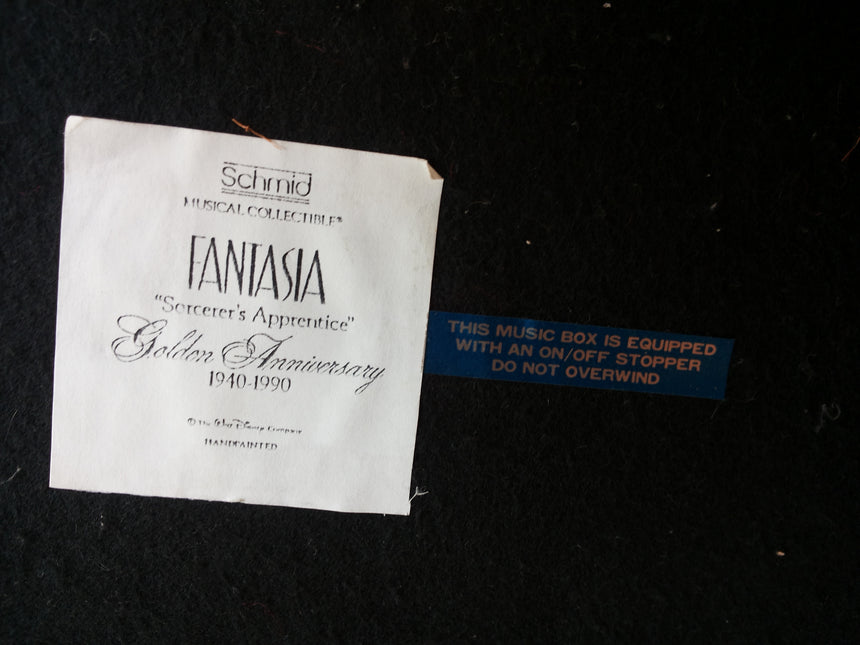 Schmid
MUSICAL COLLECTIBLE®
FANTASIA
"Sorcerer's Apprentice"
Golden Anniversary
1940-1990
© The Walt Disney Company
HANDPAINTED
THIS MUSIC BOX IS EQUIPPED
WITH AN ON/OFF STOPPER
DO NOT OVERWIND